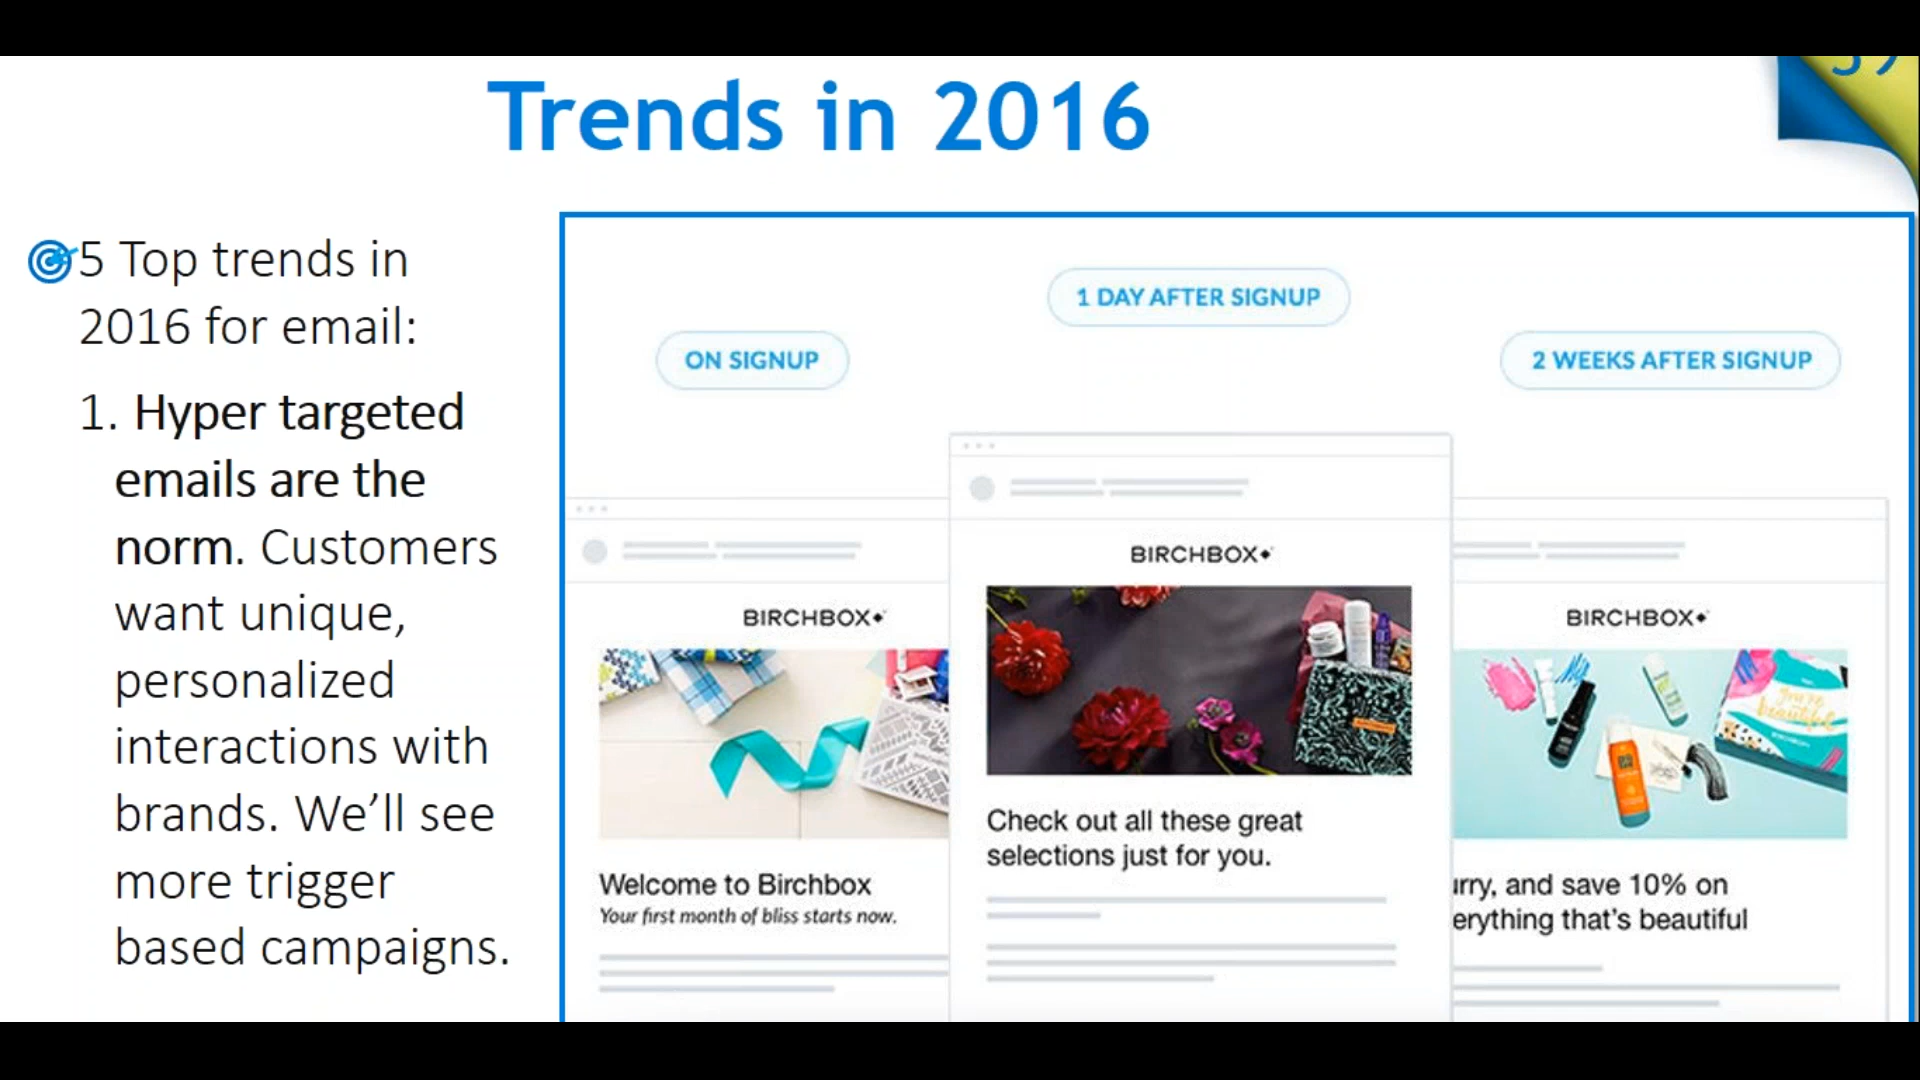 Trends in 2016
5 Top trends in
2016 for email:
1. Hyper targeted
emails are the
norm. Customers
want unique,
personalized
interactions with
brands. We’ll see
more trigger
based campaigns.
ON SIGNUP
BIRCHBOX
Welcome to Birchbox
Your first month of bliss starts now.
1 DAY AFTER SIGNUP
BIRCHBOX
Check out all these great
selections just for you.
2 WEEKS AFTER SIGNUP
BIRCHBOX
urry, and save 10% on
erything that's beautiful